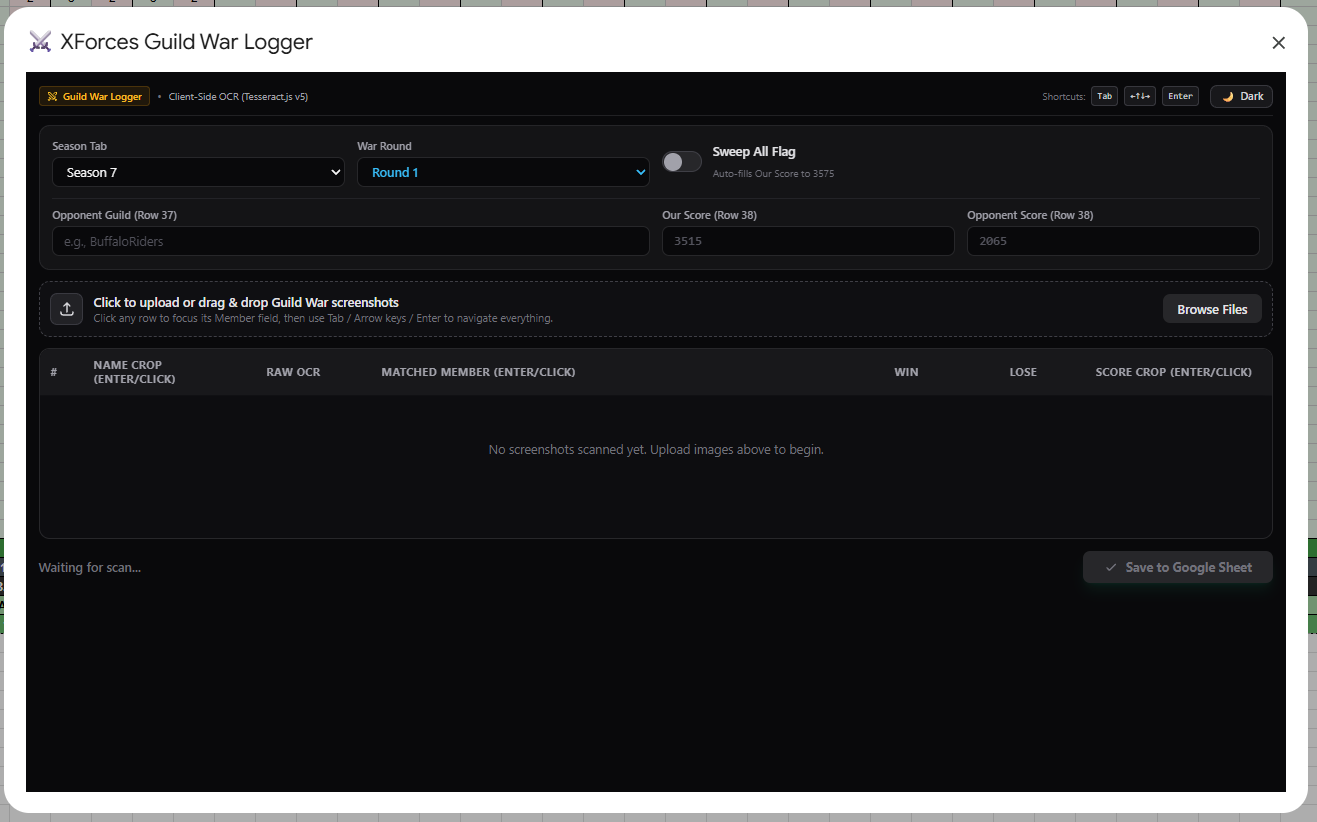 XForces Guild War Logger
Guild War Logger • Client-Side OCR (Tesseract.js v5)
Shortcuts: Tab ←↑↓→ Enter Dark
Season Tab
Season 7
War Round
Round 1
Sweep All Flag
Auto-fills Our Score to 3575
Opponent Guild (Row 37)
e.g., BuffaloRiders
Our Score (Row 38)
3515
Opponent Score (Row 38)
2065
Click to upload or drag & drop Guild War screenshots
Click any row to focus its Member field, then use Tab / Arrow keys / Enter to navigate everything.
Browse Files
#
NAME CROP
(ENTER/CLICK)
RAW OCR
MATCHED MEMBER (ENTER/CLICK)
WIN
LOSE
SCORE CROP (ENTER/CLICK)
No screenshots scanned yet. Upload images above to begin.
Waiting for scan...
Save to Google Sheet